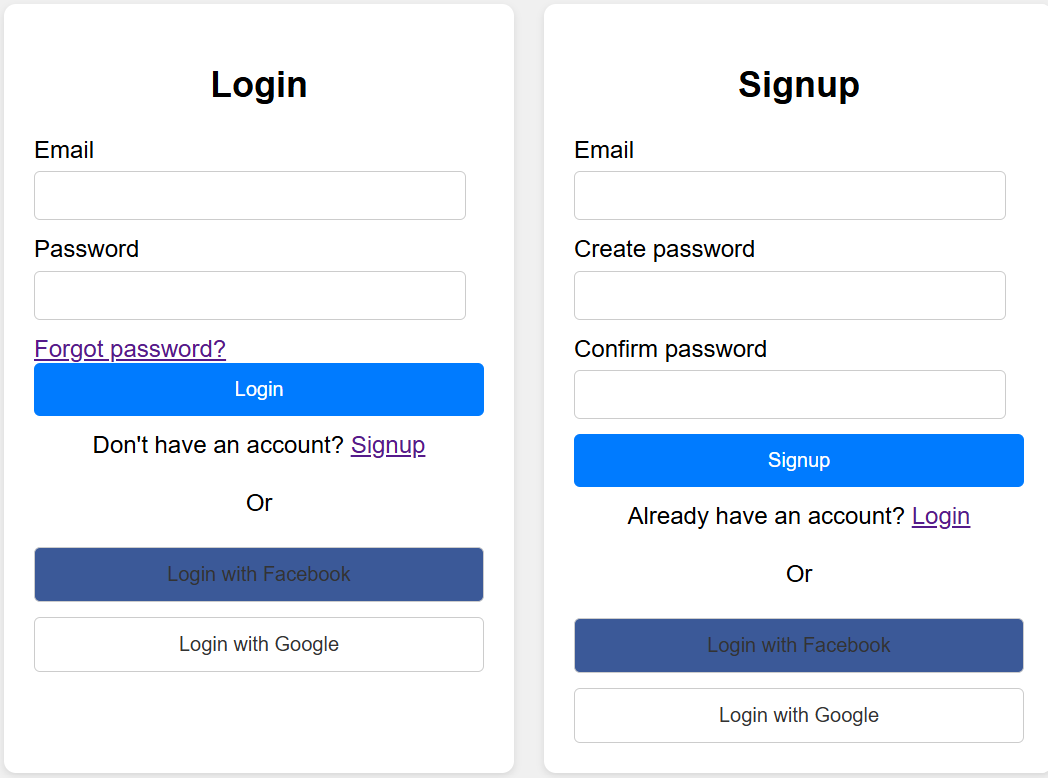 Login
Email
Password
Forgot password?
Login
Don't have an account? Signup
Or
Login with Facebook
Login with Google
Signup
Email
Create password
Confirm password
Signup
Already have an account? Login
Or
Login with Facebook
Login with Google